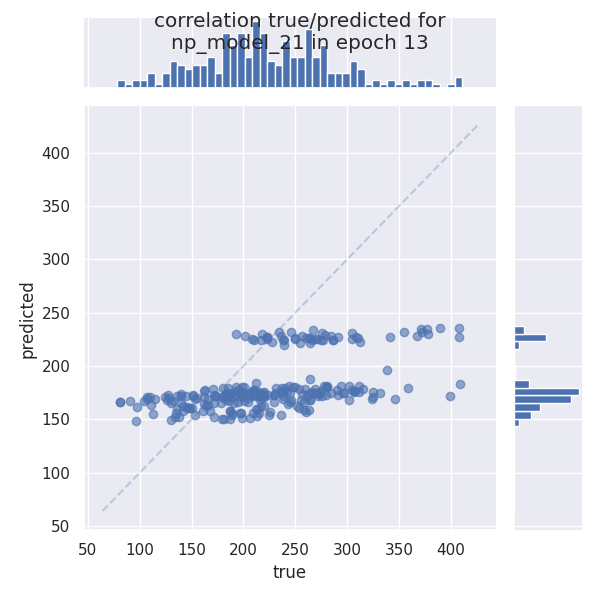 correlation true/predicted for
np_model_21 in epoch 13
400
350
300
250
200
150
100
50
predicted
50 100 150 200 250 300 350 400
true